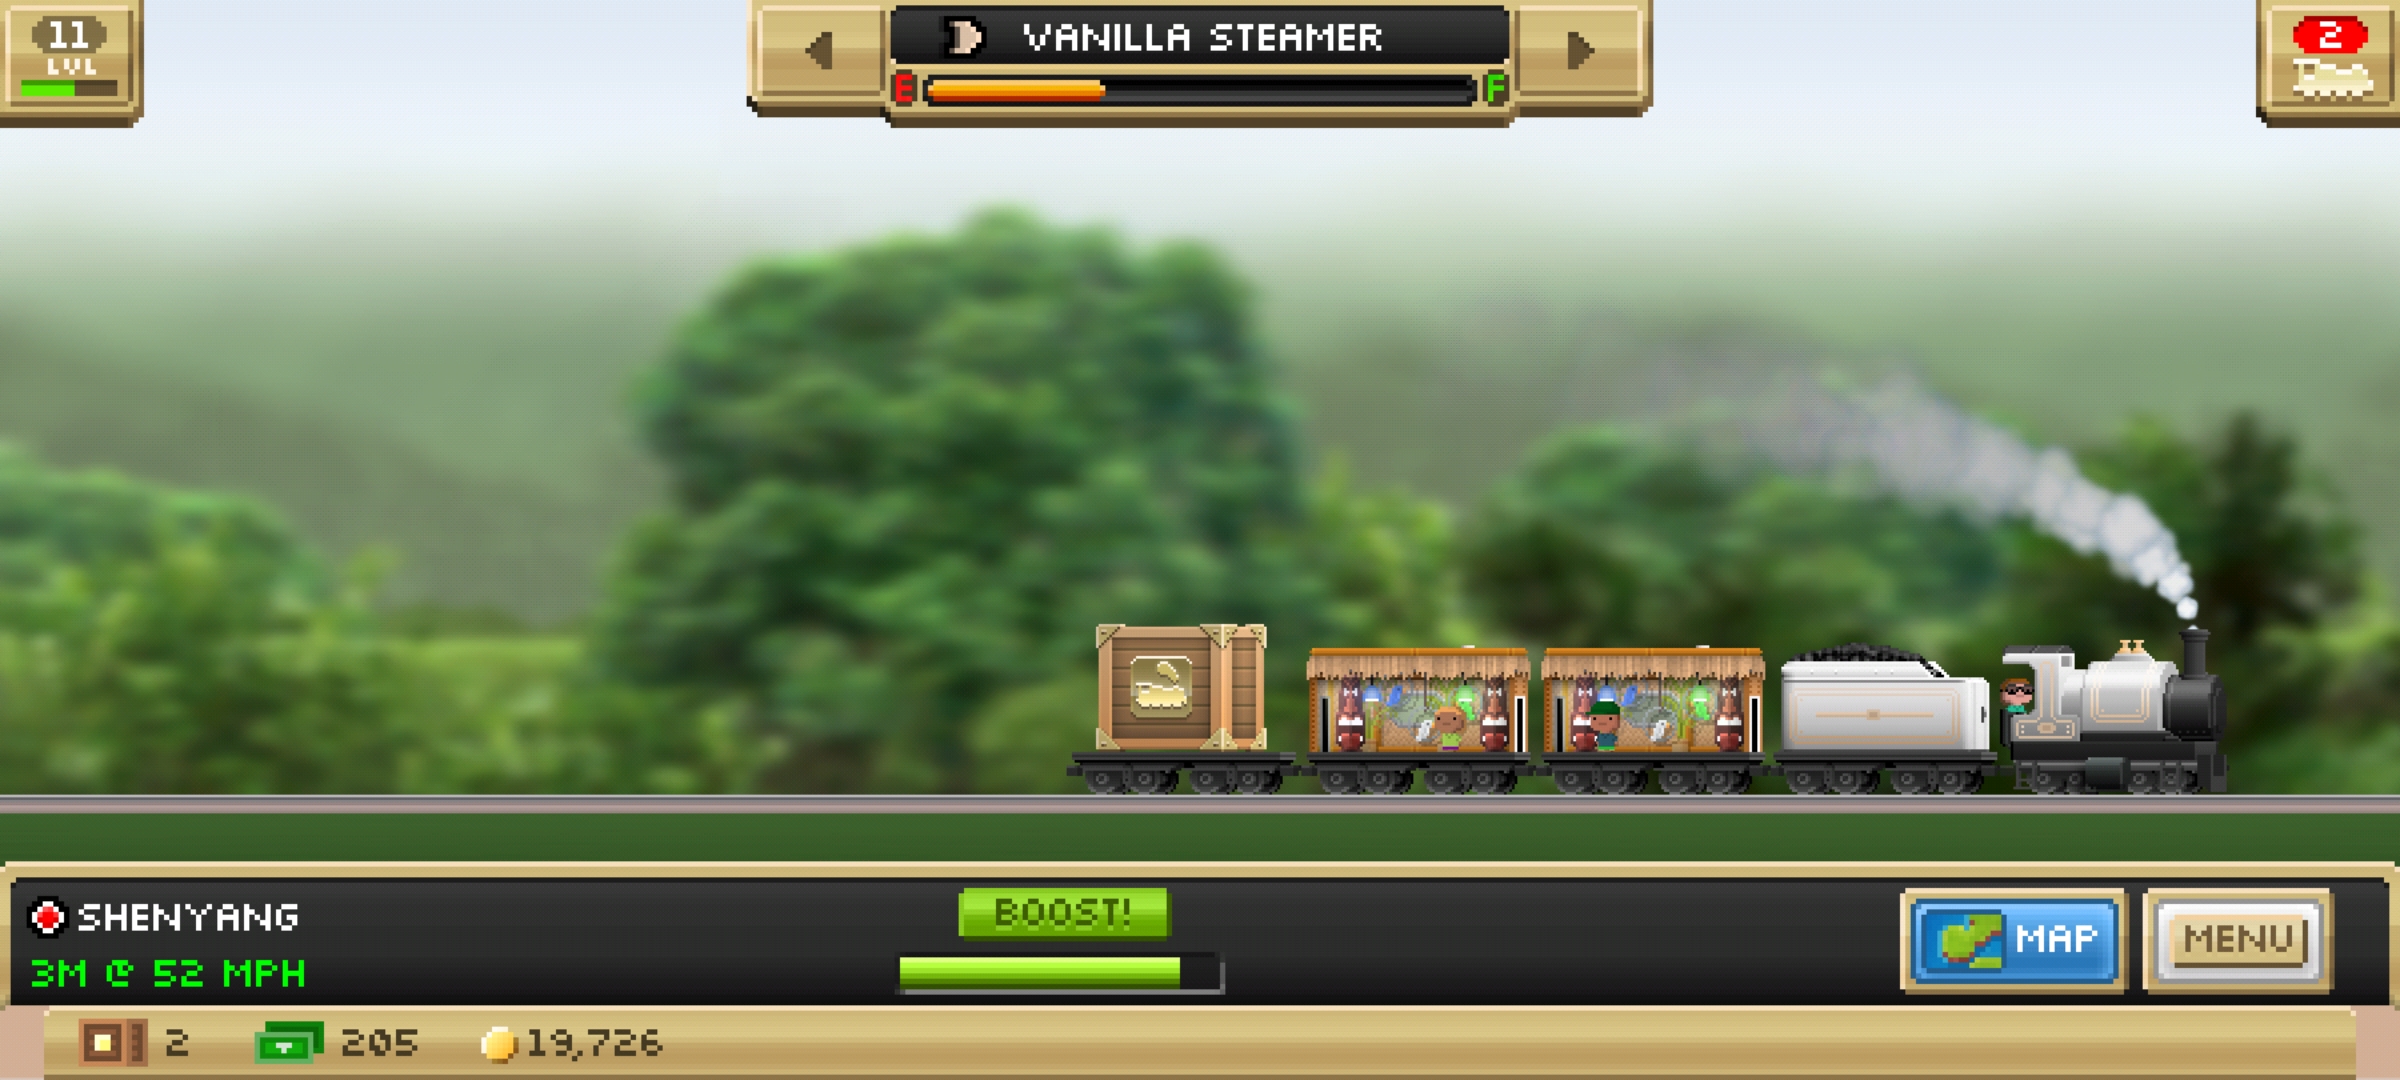 11
LVL
VANILLA STEAMER
E F
2
SHENYANG
3M @ 52 MPH
BOOST!
MAP
MENU
2
205
19,726